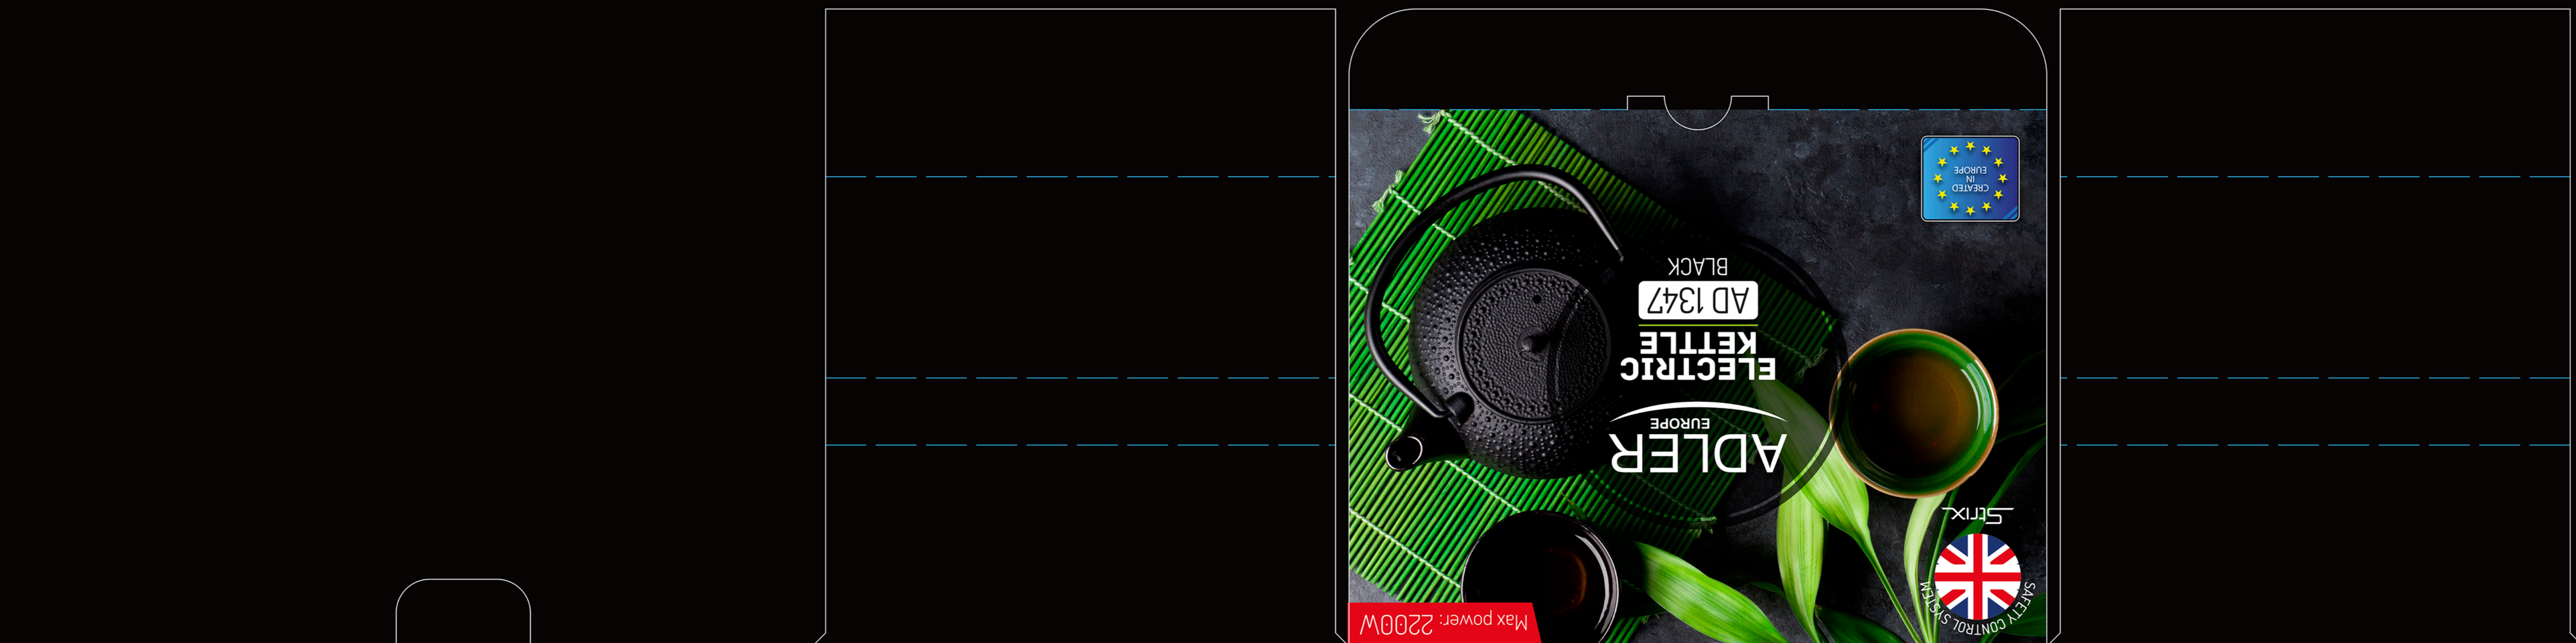 Max power: 2200W
SAFETY CONTROL SYSTEM
Strix
ADLER
EUROPE
ELECTRIC
KETTLE
AD 1347
BLACK
CREATED
IN
EUROPE